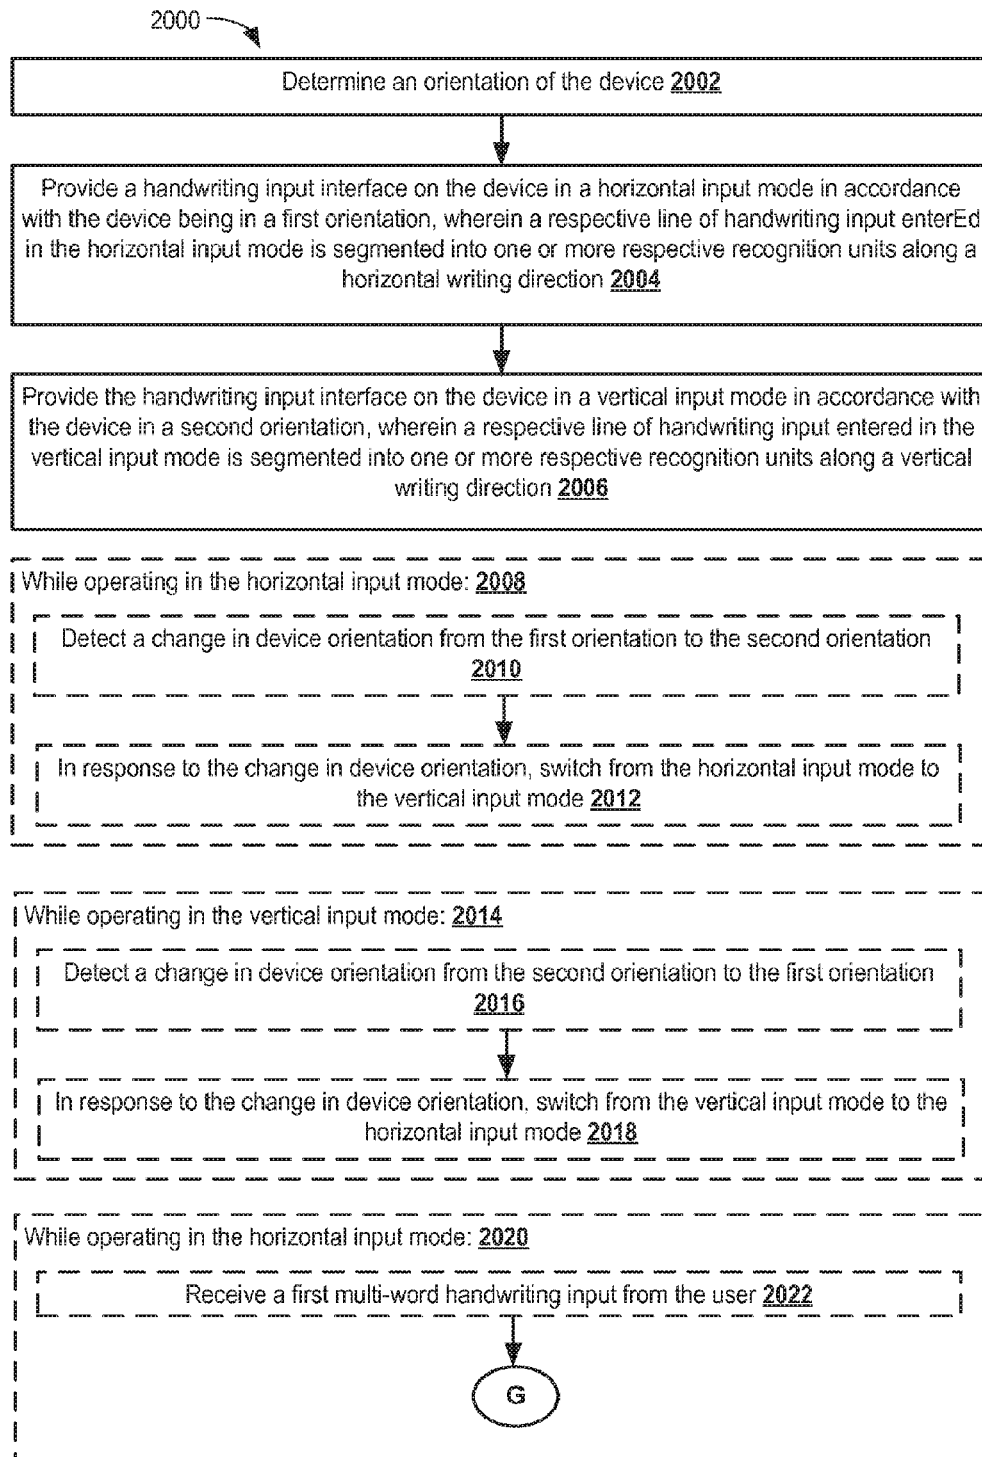 2000
Determine an orientation of the device 2002
Provide a handwriting input interface on the device in a horizontal input mode in accordance
with the device being in a first orientation, wherein a respective line of handwriting input enterEd
in the horizontal input mode is segmented into one or more respective recognition units along a
horizontal writing direction 2004
Provide the handwriting input interface on the device in a vertical input mode in accordance with
the device in a second orientation, wherein a respective line of handwriting input entered in the
vertical input mode is segmented into one or more respective recognition units along a vertical
writing direction 2006
While operating in the horizontal input mode: 2008
Detect a change in device orientation from the first orientation to the second orientation
2010
In response to the change in device orientation, switch from the horizontal input mode to
the vertical input mode 2012
While operating in the vertical input mode: 2014
Detect a change in device orientation from the second orientation to the first orientation
2016
In response to the change in device orientation, switch from the vertical input mode to the
horizontal input mode 2018
While operating in the horizontal input mode: 2020
Receive a first multi-word handwriting input from the user 2022
G